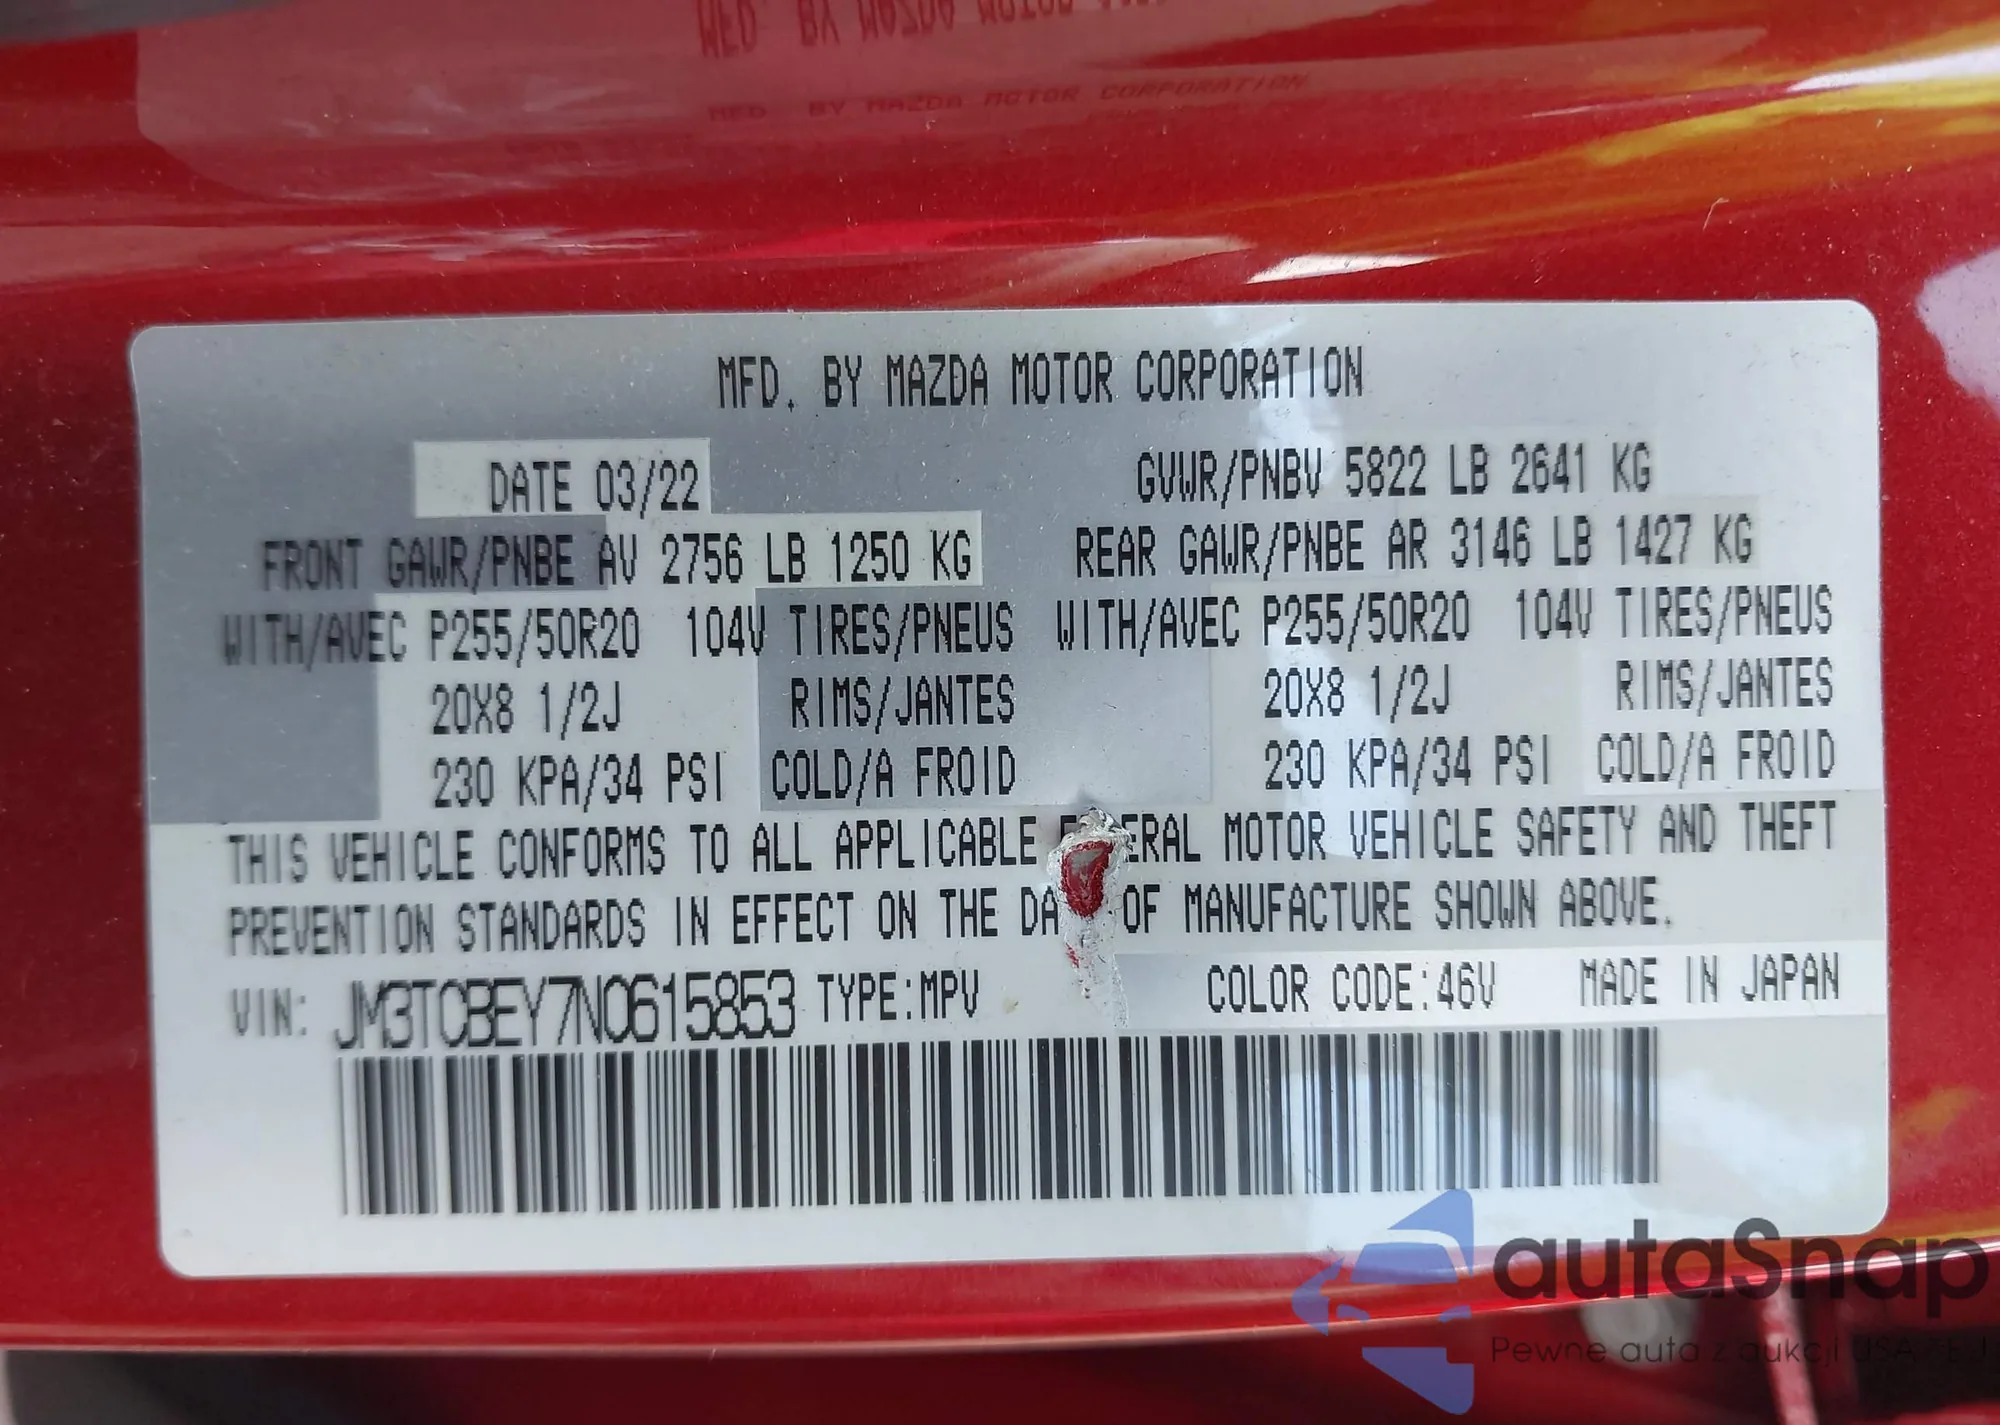 MFD. BY MAZDA MOTOR CORPORATION
DATE 03/22 GVWR/PNBV 5822 LB 2641 KG
FRONT GAWR/PNBE AV 2756 LB 1250 KG REAR GAWR/PNBE AR 3146 LB 1427 KG
WITH/AVEC P255/50R20 104V TIRES/PNEUS WITH/AVEC P255/50R20 104V TIRES/PNEUS
20X8 1/2J RIMS/JANTES 20X8 1/2J RIMS/JANTES
230 KPA/34 PSI COLD/A FROID 230 KPA/34 PSI COLD/A FROID
THIS VEHICLE CONFORMS TO ALL APPLICABLE ERAL MOTOR VEHICLE SAFETY AND THEFT
PREVENTION STANDARDS IN EFFECT ON THE DA OF MANUFACTURE SHOWN ABOVE.
VIN: JM3TCBEY7N0615853 TYPE:MPV COLOR CODE:46V MADE IN JAPAN
autaSnap
Pewne auta z aukcji USA